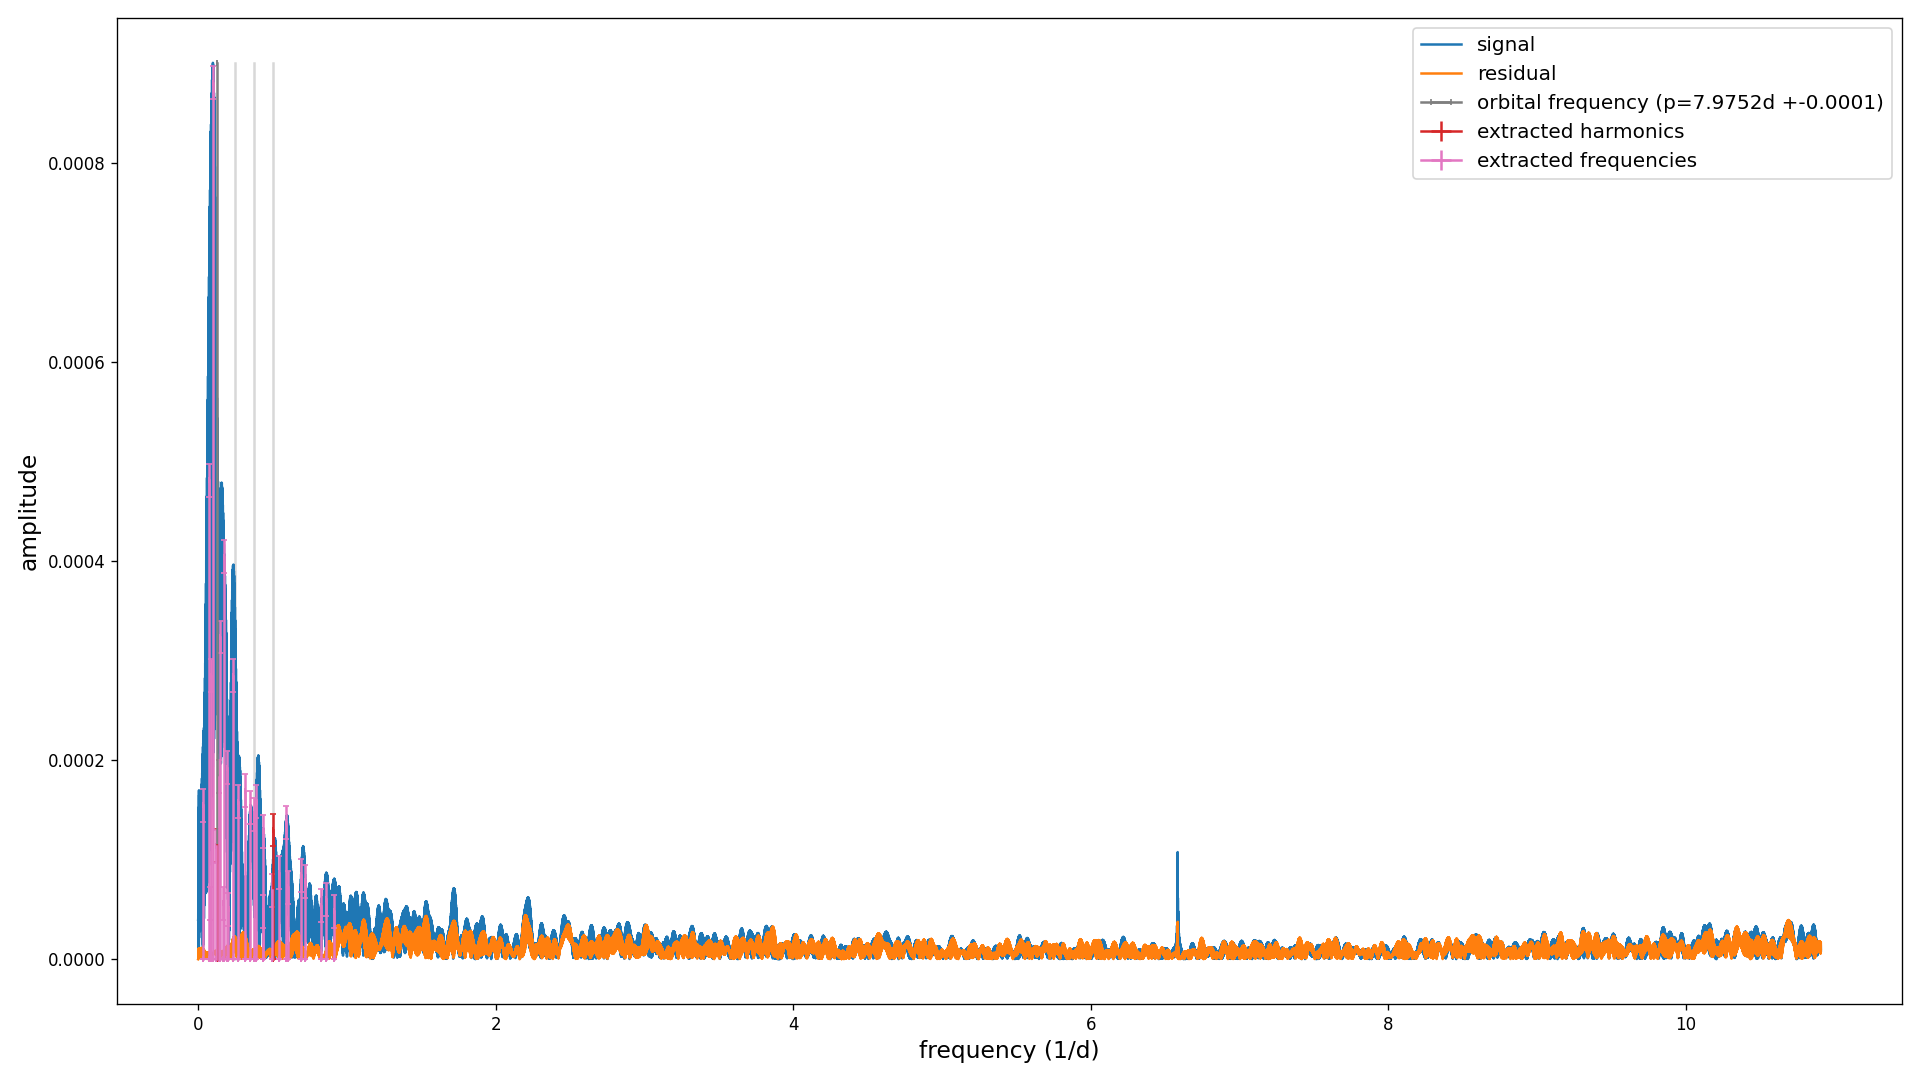 signal
residual
orbital frequency (p=7.9752d +-0.0001)
extracted harmonics
extracted frequencies
amplitude
0.0008
0.0006
0.0004
0.0002
0.0000
0 2 4 6 8 10
frequency (1/d)